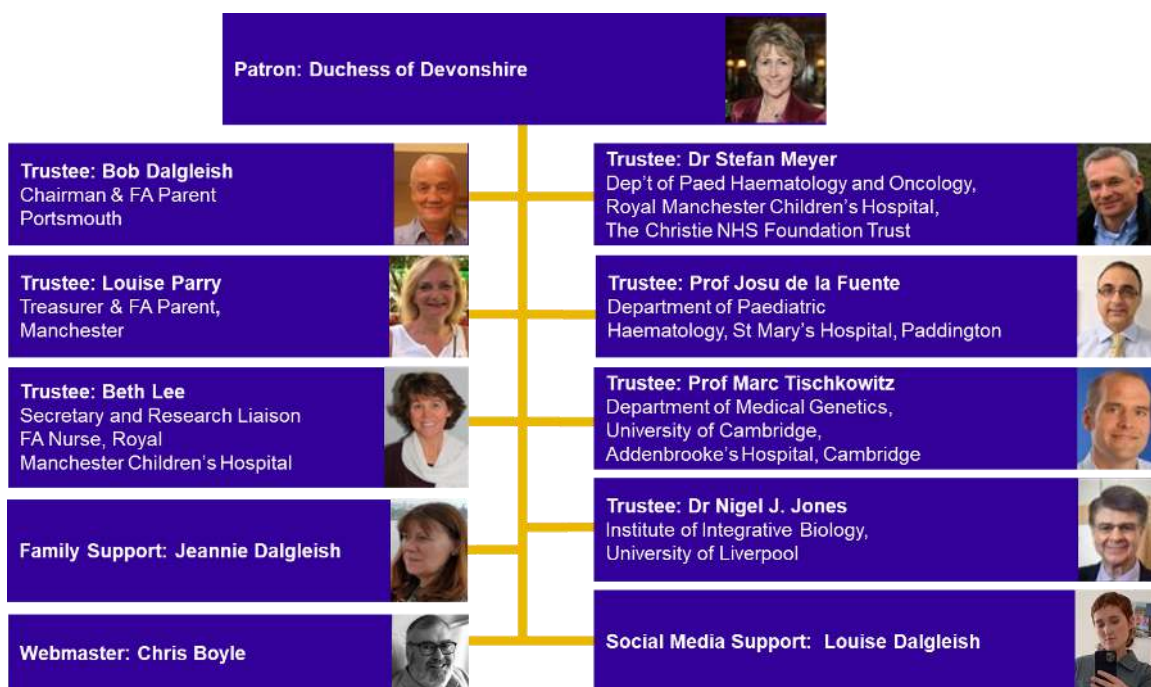 Patron: Duchess of Devonshire
Trustee: Bob Dalgleish
Chairman & FA Parent
Portsmouth
Trustee: Louise Parry
Treasurer & FA Parent,
Manchester
Trustee: Beth Lee
Secretary and Research Liaison
FA Nurse, Royal
Manchester Children's Hospital
Family Support: Jeannie Dalgleish
Webmaster: Chris Boyle
Trustee: Dr Stefan Meyer
Dep't of Paed Haematology and Oncology,
Royal Manchester Children's Hospital,
The Christie NHS Foundation Trust
Trustee: Prof Josu de la Fuente
Department of Paediatric
Haematology, St Mary's Hospital, Paddington
Trustee: Prof Marc Tischkowitz
Department of Medical Genetics,
University of Cambridge,
Addenbrooke's Hospital, Cambridge
Trustee: Dr Nigel J. Jones
Institute of Integrative Biology,
University of Liverpool
Social Media Support: Louise Dalgleish